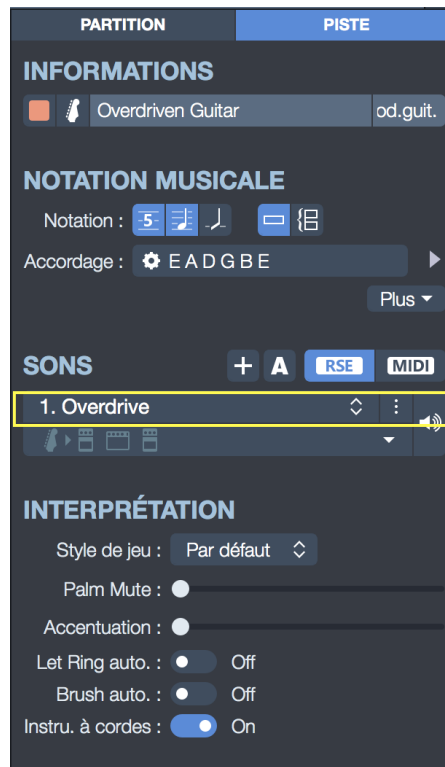 PARTITION PISTE
INFORMATIONS
Overdriven Guitar od.guit.
NOTATION MUSICALE
Notation : 5
Accordage : E A D G B E
Plus
SONS + A RSE MIDI
1. Overdrive
INTERPRÉTATION
Style de jeu : Par défaut
Palm Mute :
Accentuation :
Let Ring auto. : Off
Brush auto. : Off
Instru. à cordes : On